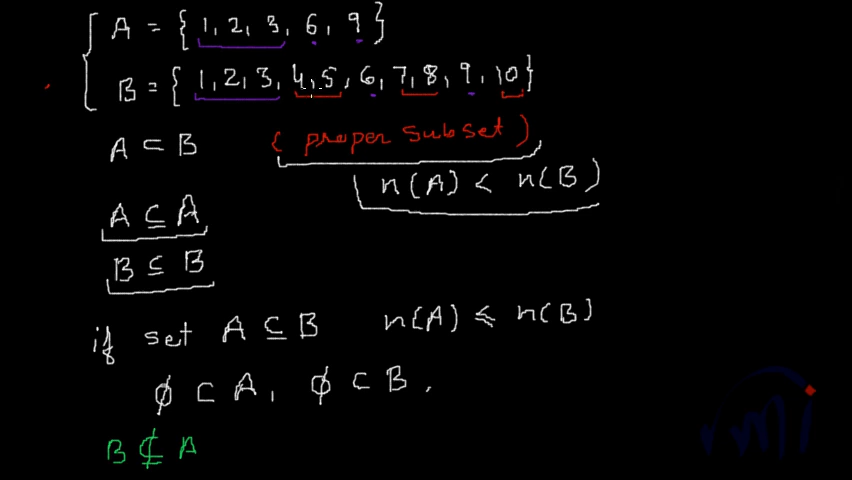 A = { 1, 2, 3, 6, 9 }
B = { 1, 2, 3, 4, 5, 6, 7, 8, 9, 10 }
A ⊂ B ( proper subset )
n(A) < n(B)
A ⊆ A
B ⊆ B
if set A ⊆ B n(A) ≤ n(B)
ϕ ⊂ A, ϕ ⊂ B.
B ⊈ A
vmi